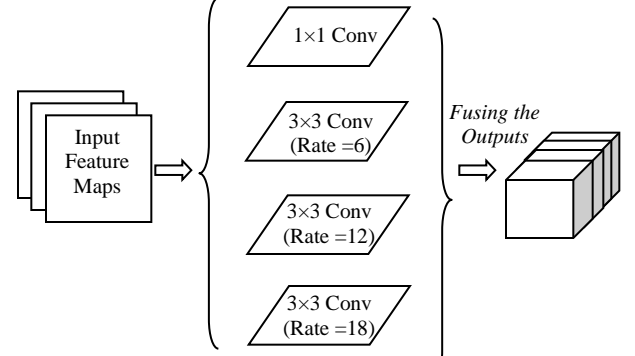 Input
Feature
Maps
1×1 Conv
3×3 Conv
(Rate =6)
3×3 Conv
(Rate =12)
3×3 Conv
(Rate =18)
Fusing the
Outputs